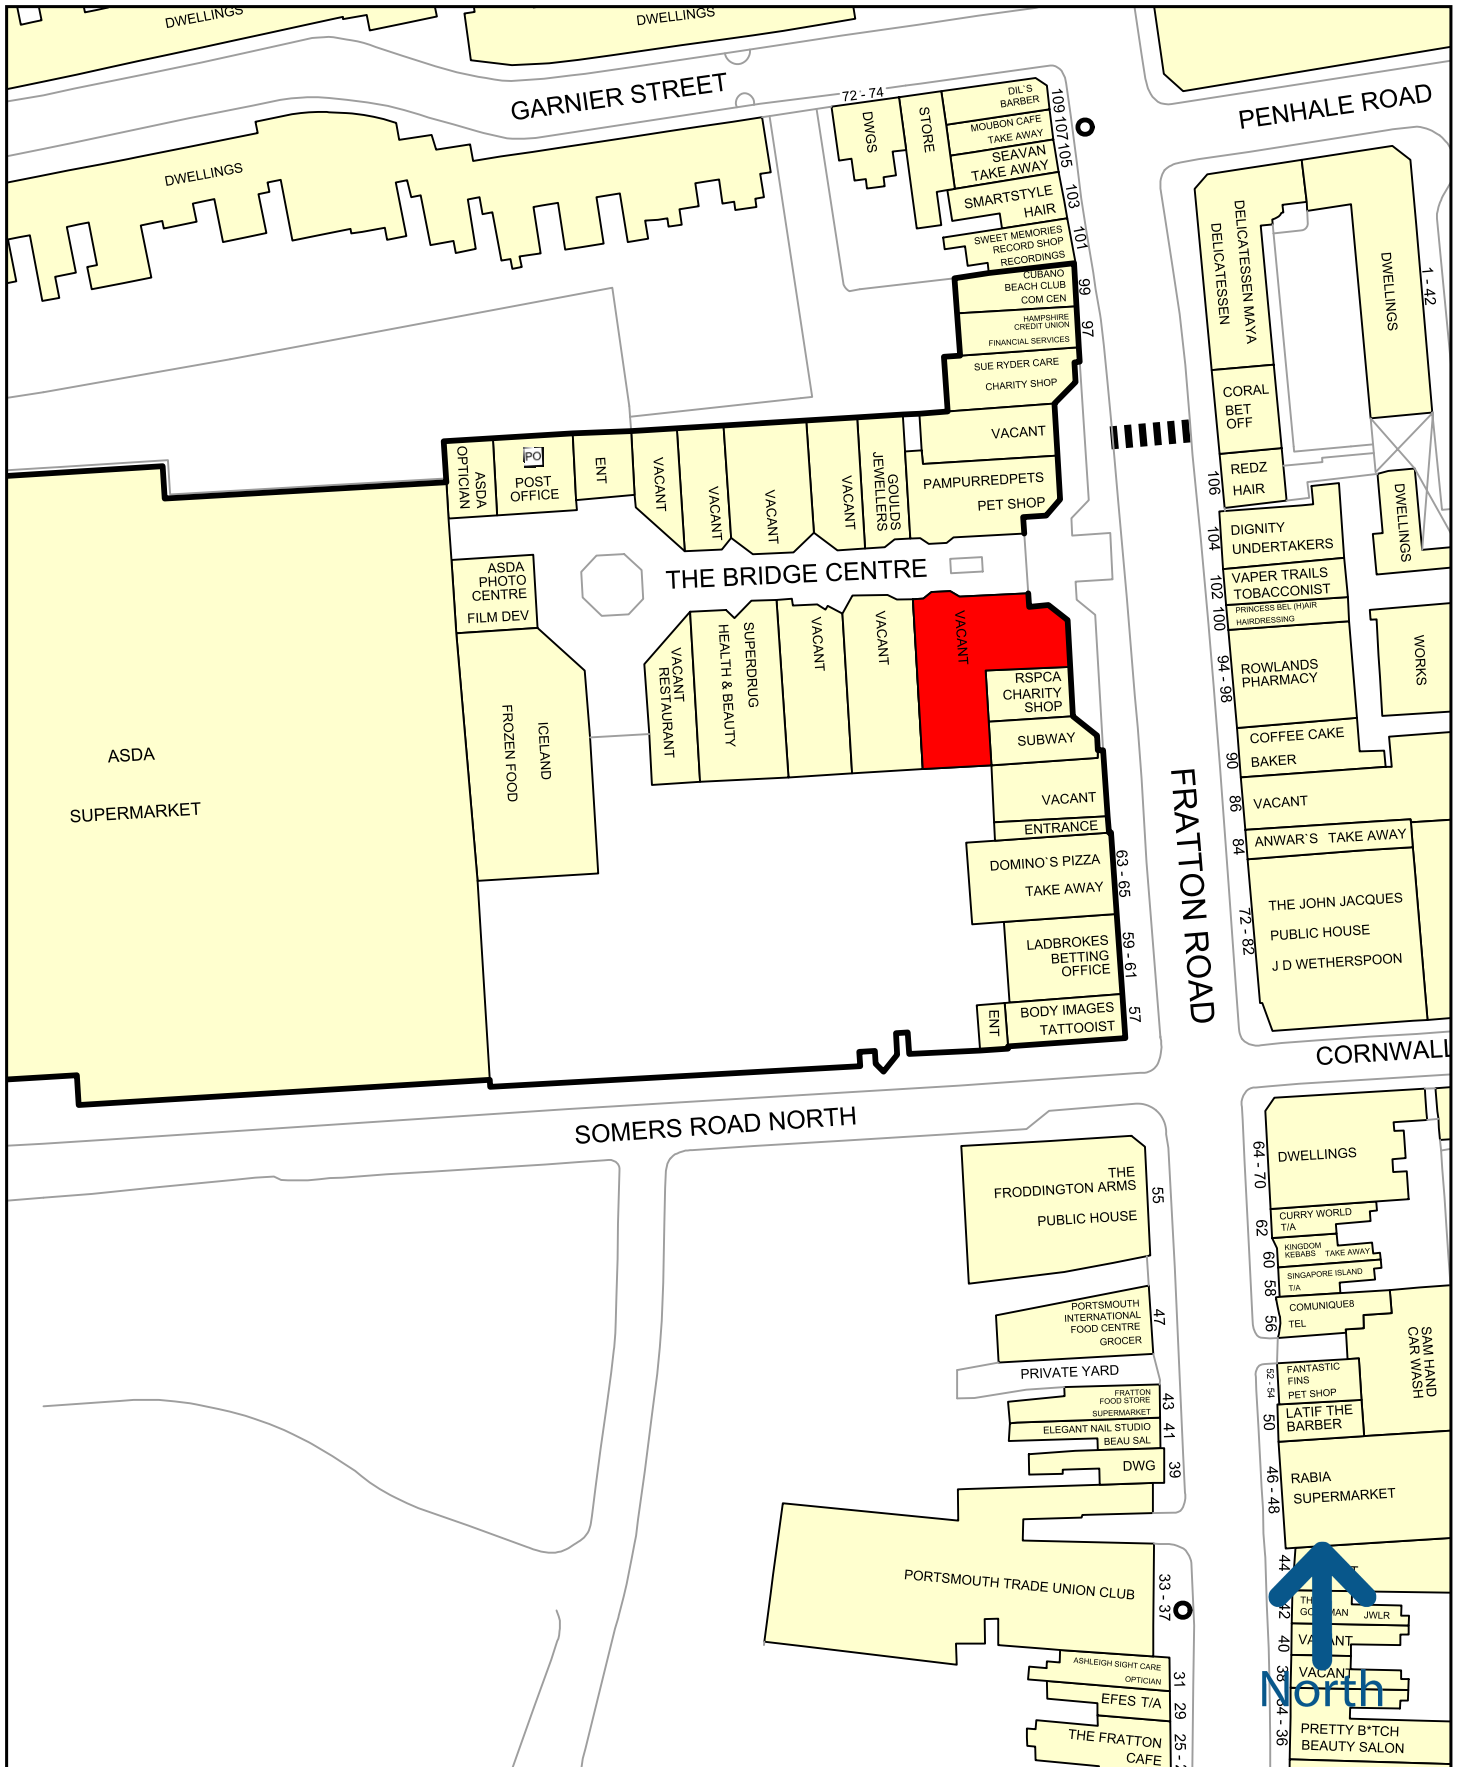 DWELLINGS
DWELLINGS
GARNIER STREET
PENHALE ROAD
DWELLINGS
72 - 74
DWGS
STORE
DIL`S
BARBER
109
MOUBON CAFE
TAKE AWAY
107
SEAVAN
TAKE AWAY
105
SMARTSTYLE
HAIR
103
SWEET MEMORIES
RECORD SHOP
RECORDINGS
101
CUBANO
BEACH CLUB
COM CEN
99
HAMPSHIRE
CREDIT UNION
FINANCIAL SERVICES
97
SUE RYDER CARE
CHARITY SHOP
VACANT
PAMPURREDPETS
PET SHOP
DELICATESSEN MAYA
DELICATESSEN
DWELLINGS
1 - 42
CORAL
BET
OFF
REDZ
HAIR
106
DIGNITY
UNDERTAKERS
104
DWELLINGS
VAPER TRAILS
TOBACCONIST
102
PRINCESS BEL (H)AIR
HAIRDRESSING
100
ROWLANDS
PHARMACY
94 - 98
WORKS
COFFEE CAKE
BAKER
90
VACANT
86
ANWAR`S TAKE AWAY
84
THE JOHN JACQUES
PUBLIC HOUSE
J D WETHERSPOON
72 - 82
ASDA
OPTICIAN
PO
POST
OFFICE
ENT
VACANT
VACANT
VACANT
VACANT
GOULDS
JEWELLERS
THE BRIDGE CENTRE
ASDA
PHOTO
CENTRE
FILM DEV
ICELAND
FROZEN FOOD
VACANT
RESTAURANT
SUPERDRUG
HEALTH & BEAUTY
VACANT
VACANT
VACANT
RSPCA
CHARITY
SHOP
SUBWAY
VACANT
ENTRANCE
DOMINO`S PIZZA
TAKE AWAY
63 - 65
LADBROKES
BETTING
OFFICE
59 - 61
ENT
BODY IMAGES
TATTOOIST
57
ASDA
SUPERMARKET
FRATTON ROAD
CORNWALL
SOMERS ROAD NORTH
THE
FRODDINGTON ARMS
PUBLIC HOUSE
55
PORTSMOUTH
INTERNATIONAL
FOOD CENTRE
GROCER
47
PRIVATE YARD
FRATTON
FOOD STORE
SUPERMARKET
43
ELEGANT NAIL STUDIO
BEAU SAL
41
DWG
39
PORTSMOUTH TRADE UNION CLUB
33 - 37
ASHLEIGH SIGHT CARE
OPTICIAN
31
EFES T/A
29
THE FRATTON
CAFE
DWELLINGS
64 - 70
CURRY WORLD
T/A
62
KINGDOM
KEBABS TAKE AWAY
60
SINGAPORE ISLAND
T/A
58
COMUNIQUE8
TEL
56
SAM HAND
CAR WASH
FANTASTIC
FINS
PET SHOP
52 - 54
LATIF THE
BARBER
50
RABIA
SUPERMARKET
46 - 48
44
JWLR
42
VACANT
40
VACANT
38
North
34 - 36
PRETTY B*TCH
BEAUTY SALON